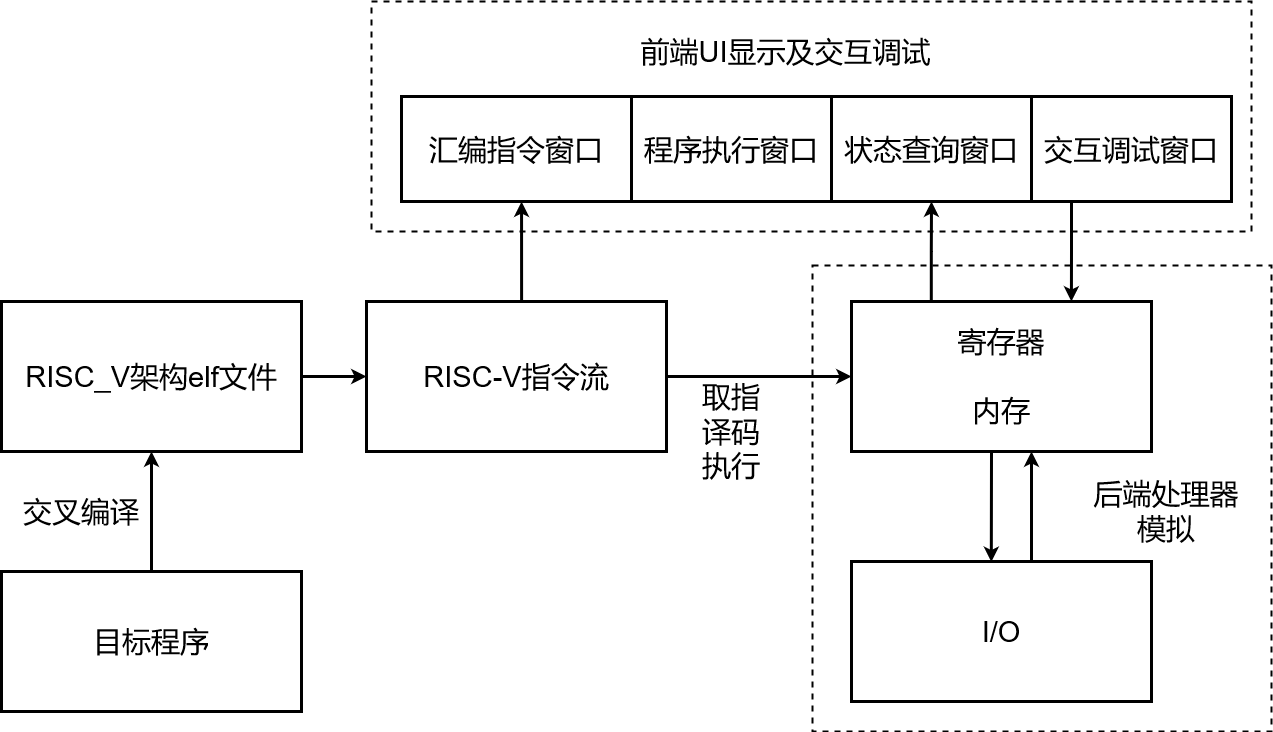 前端UI显示及交互调试
汇编指令窗口
程序执行窗口
状态查询窗口
交互调试窗口
RISC_V架构elf文件
RISC-V指令流
取指
译码
执行
寄存器
内存
交叉编译
后端处理器
模拟
目标程序
I/O